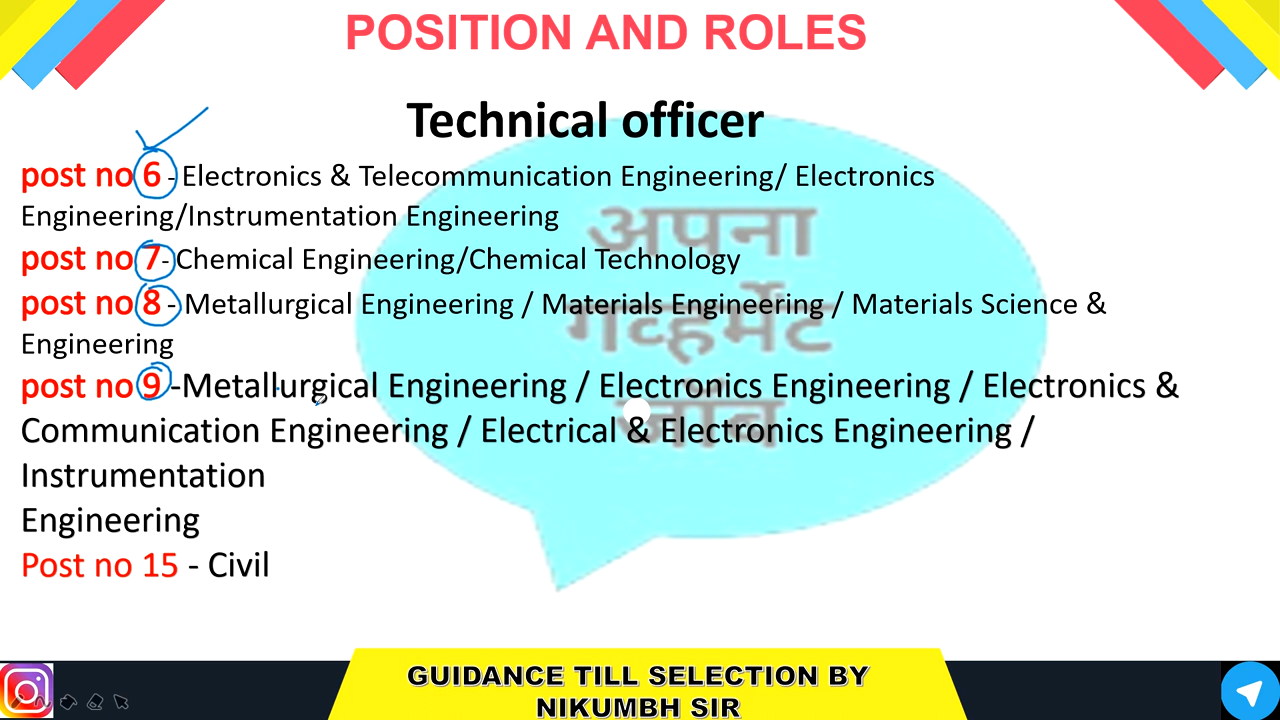 POSITION AND ROLES
Technical officer
post no 6 - Electronics & Telecommunication Engineering/ Electronics
Engineering/Instrumentation Engineering
post no 7- Chemical Engineering/Chemical Technology
post no 8 - Metallurgical Engineering / Materials Engineering / Materials Science &
Engineering
post no 9 -Metallurgical Engineering / Electronics Engineering / Electronics &
Communication Engineering / Electrical & Electronics Engineering /
Instrumentation
Engineering
Post no 15 - Civil
अपना
गव्हर्मेंट
जॉब
GUIDANCE TILL SELECTION BY
NIKUMBH SIR